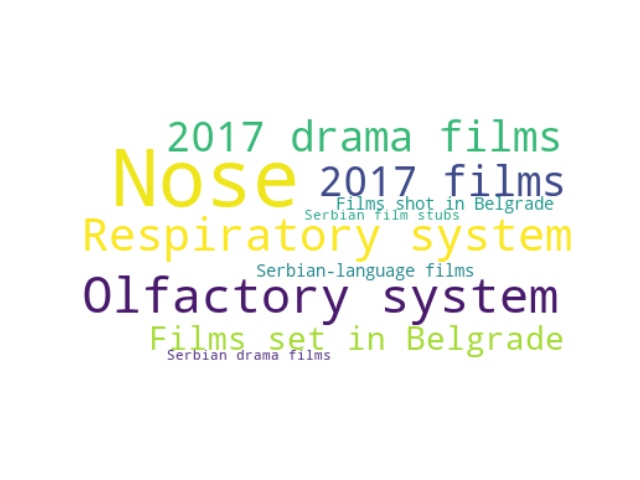 2017 drama films
Nose
2017 films
Films shot in Belgrade
Serbian film stubs
Respiratory system
Serbian-language films
Olfactory system
Films set in Belgrade
Serbian drama films